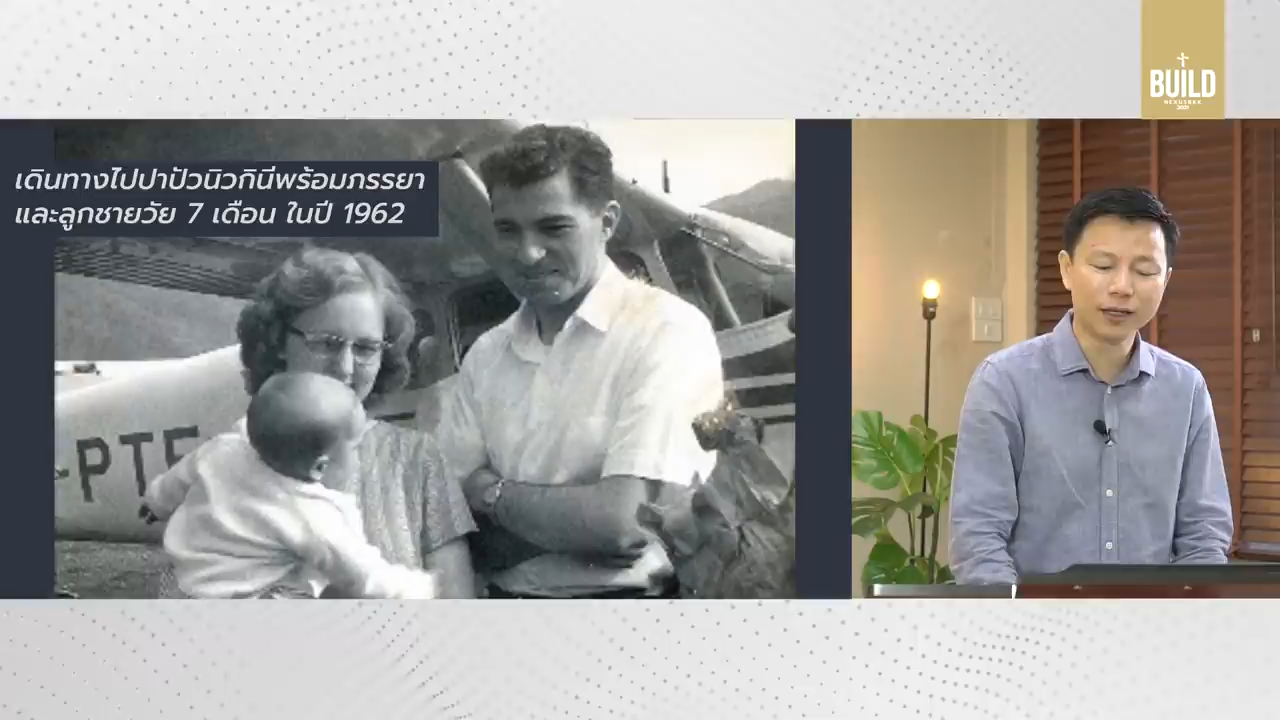 เดินทางไปปาปัวนิวกินีพร้อมภรรยา
และลูกชายวัย 7 เดือน ในปี 1962
-PTE
BUILD
NEXUSBKK
2021